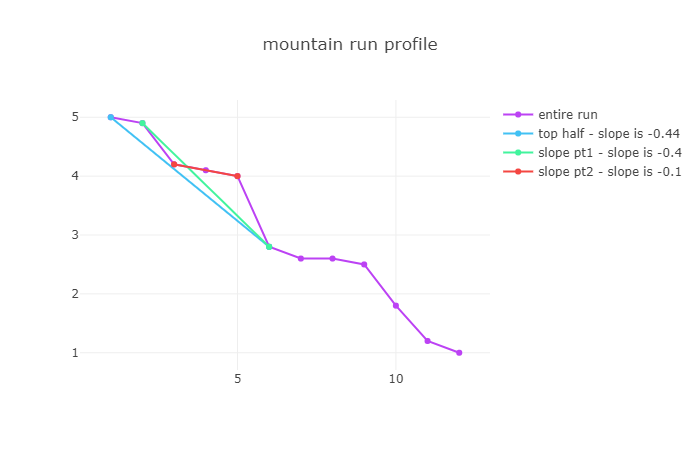 mountain run profile
entire run
top half - slope is -0.44
slope pt1 - slope is -0.4
slope pt2 - slope is -0.1
5
4
3
2
1
5
10